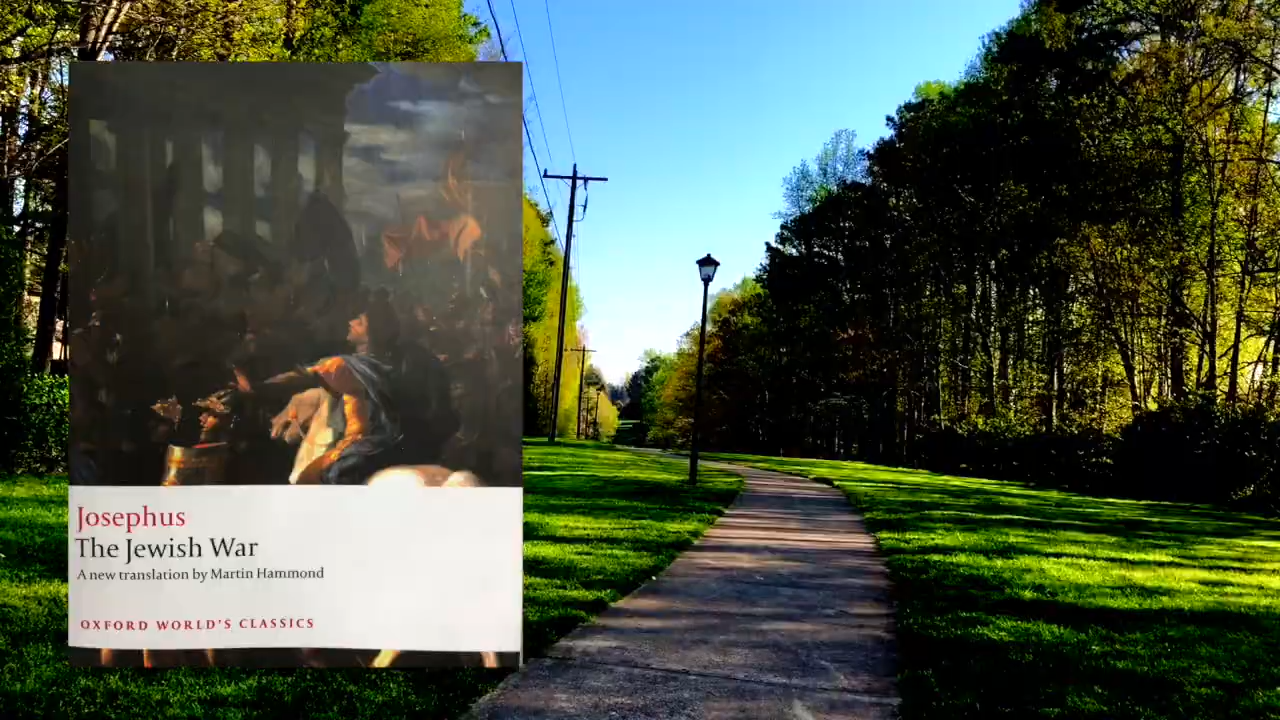 Josephus
The Jewish War
A new translation by Martin Hammond
OXFORD WORLD'S CLASSICS